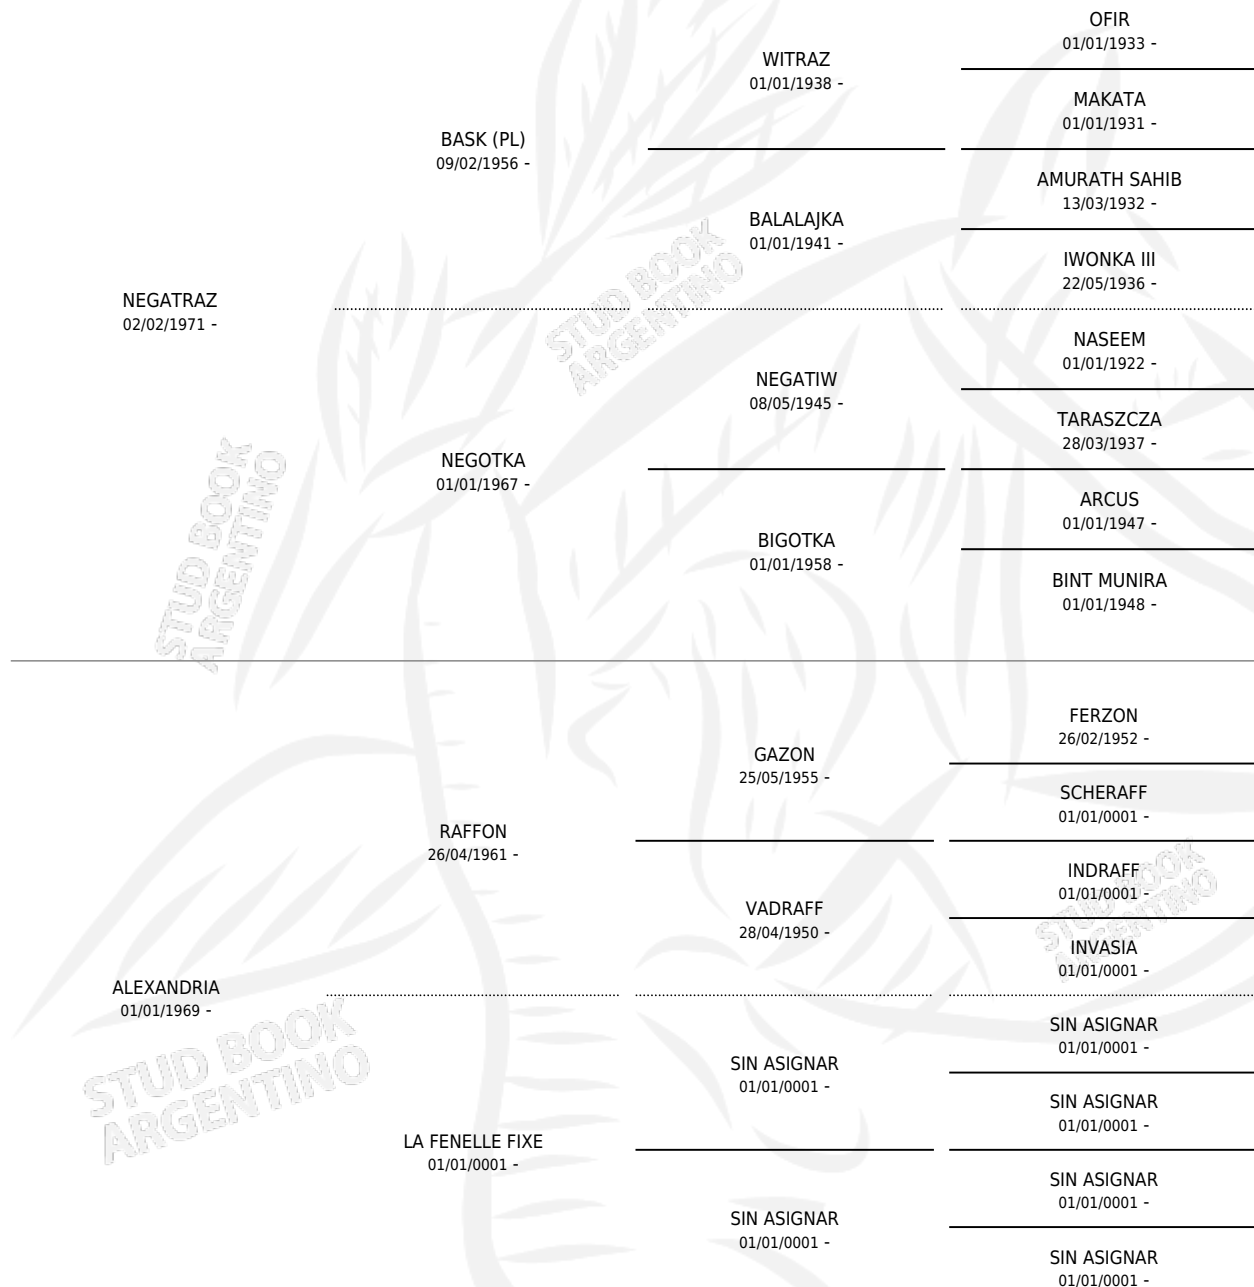 OFIR
01/01/1933 -
WITRAZ
01/01/1938 -
MAKATA
01/01/1931 -
BASK (PL)
09/02/1956 -
AMURATH SAHIB
13/03/1932 -
BALALAJKA
01/01/1941 -
IWONKA III
22/05/1936 -
NEGATRAZ
02/02/1971 -
NASEEM
01/01/1922 -
NEGATIW
08/05/1945 -
TARASZCZA
28/03/1937 -
NEGOTKA
01/01/1967 -
ARCUS
01/01/1947 -
BIGOTKA
01/01/1958 -
BINT MUNIRA
01/01/1948 -
FERZON
26/02/1952 -
GAZON
25/05/1955 -
SCHERAFF
01/01/0001 -
RAFFON
26/04/1961 -
INDRAFF
01/01/0001 -
VADRAFF
28/04/1950 -
INVASIA
01/01/0001 -
ALEXANDRIA
01/01/1969 -
SIN ASIGNAR
01/01/0001 -
SIN ASIGNAR
01/01/0001 -
SIN ASIGNAR
01/01/0001 -
LA FENELLE FIXE
01/01/0001 -
SIN ASIGNAR
01/01/0001 -
SIN ASIGNAR
01/01/0001 -
SIN ASIGNAR
01/01/0001 -
STUD BOOK
ARGENTINO
STUD BOOK
ARGENTINO
STUD BOOK
ARGENTINO
STUD BOOK
ARGENTINO